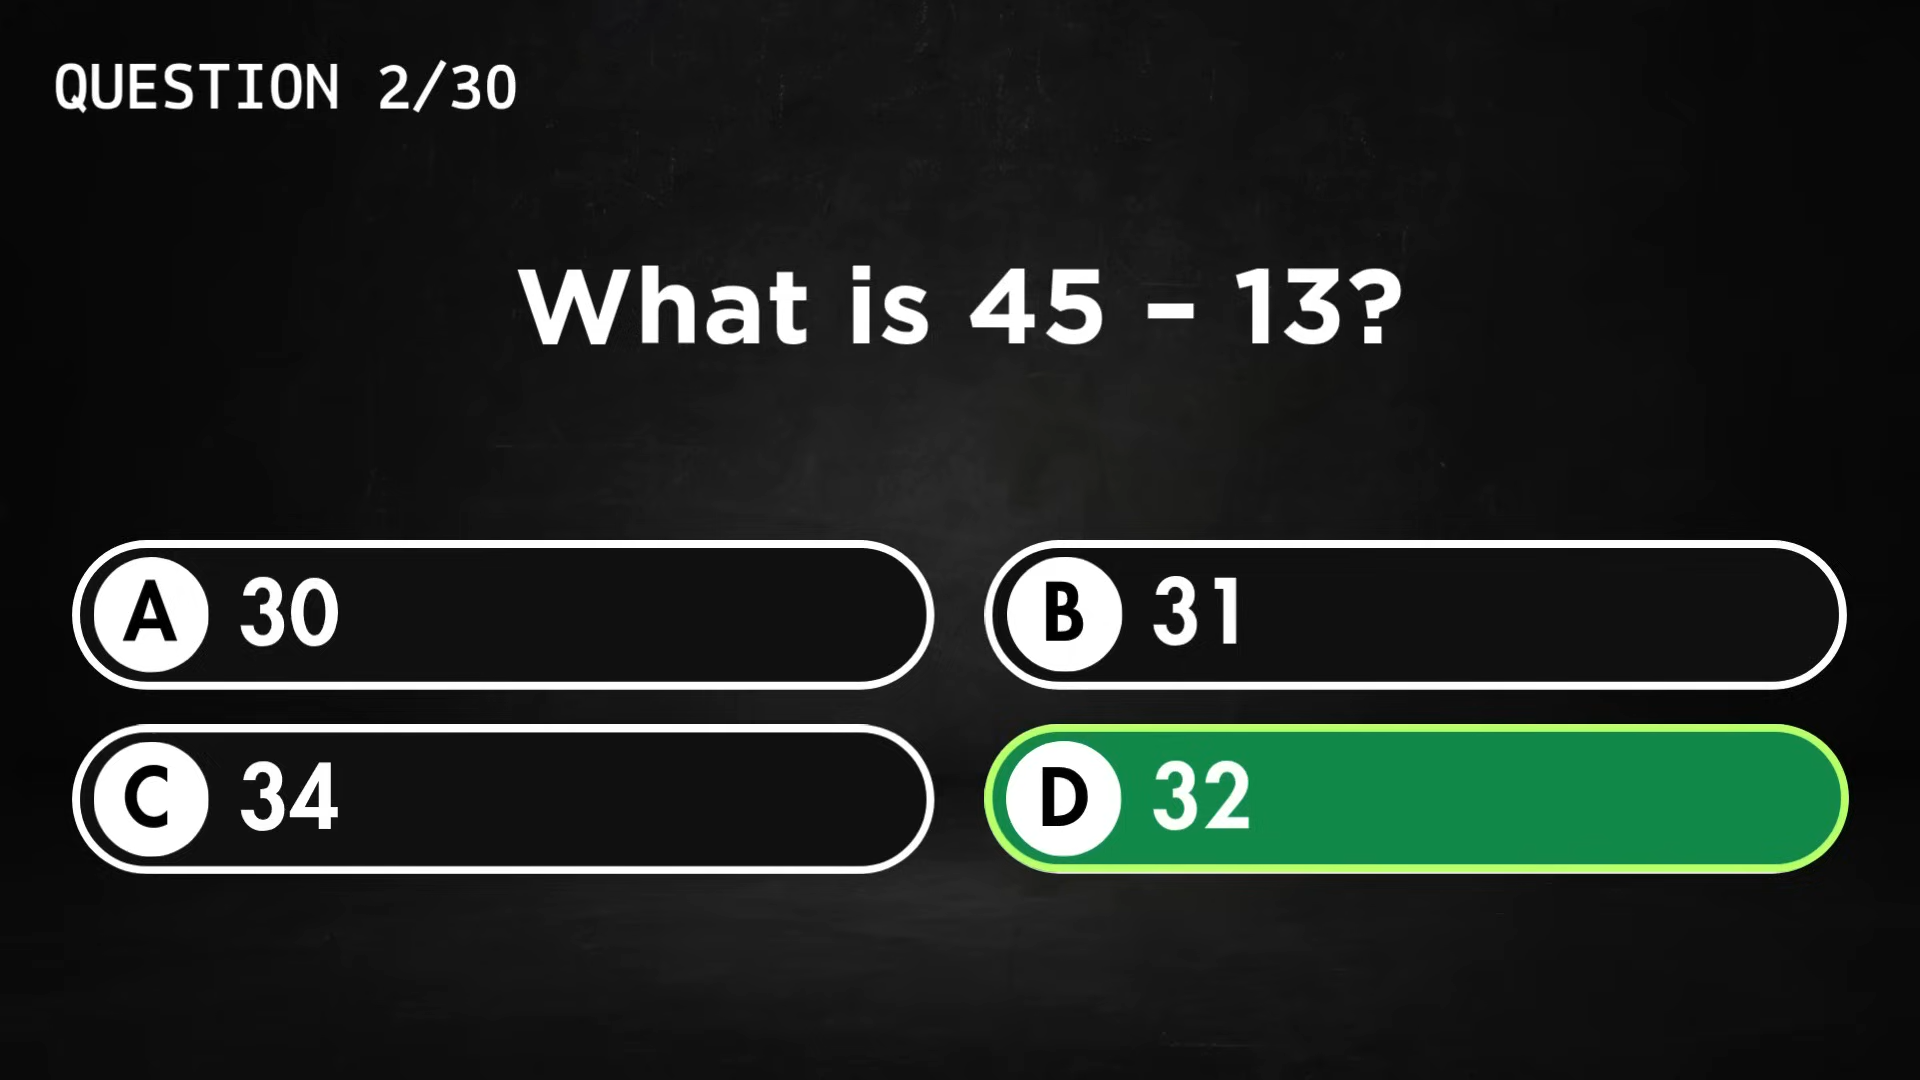 QUESTION 2/30
What is 45 – 13?
A 30
B 31
C 34
D 32